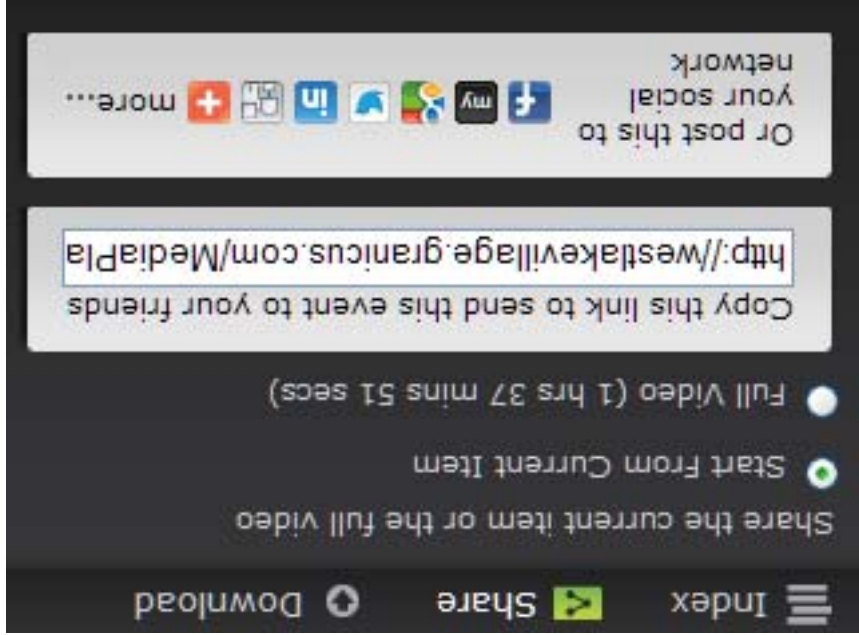 Index Share Download
Share the current item or the full video
Start From Current Item
Full Video (1 hrs 37 mins 51 secs)
Copy this link to send this event to your friends
http://westlakevillage.granicus.com/MediaPla
Or post this to
your social
network
my in more...